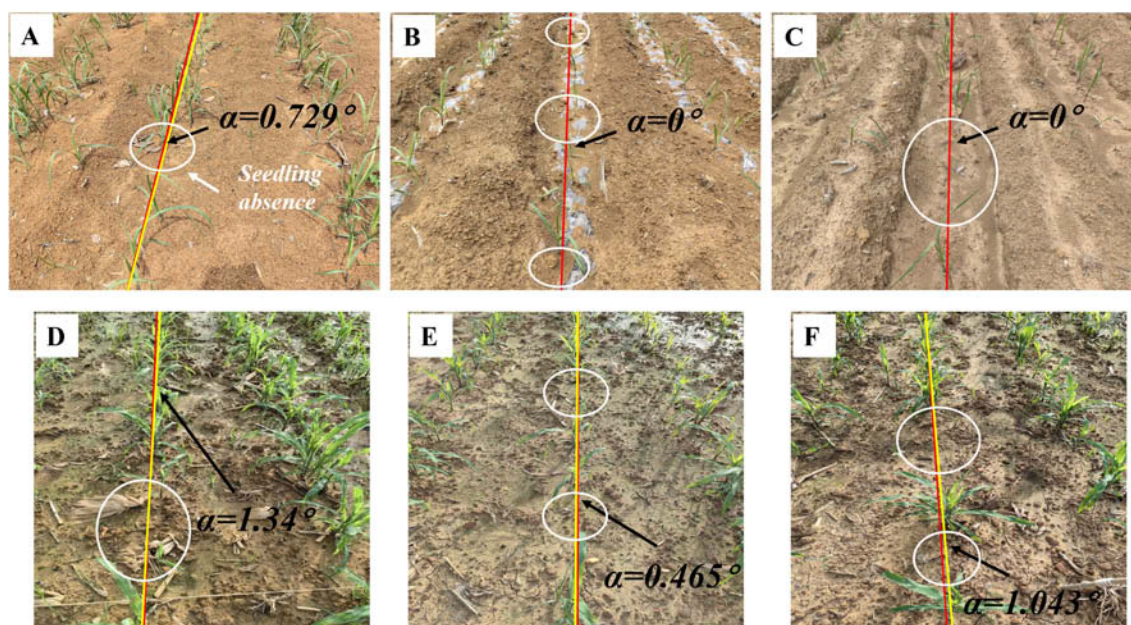 A
α=0.729°
Seedling
absence
B
α=0°
C
α=0°
D
α=1.34°
E
α=0.465°
F
α=1.043°